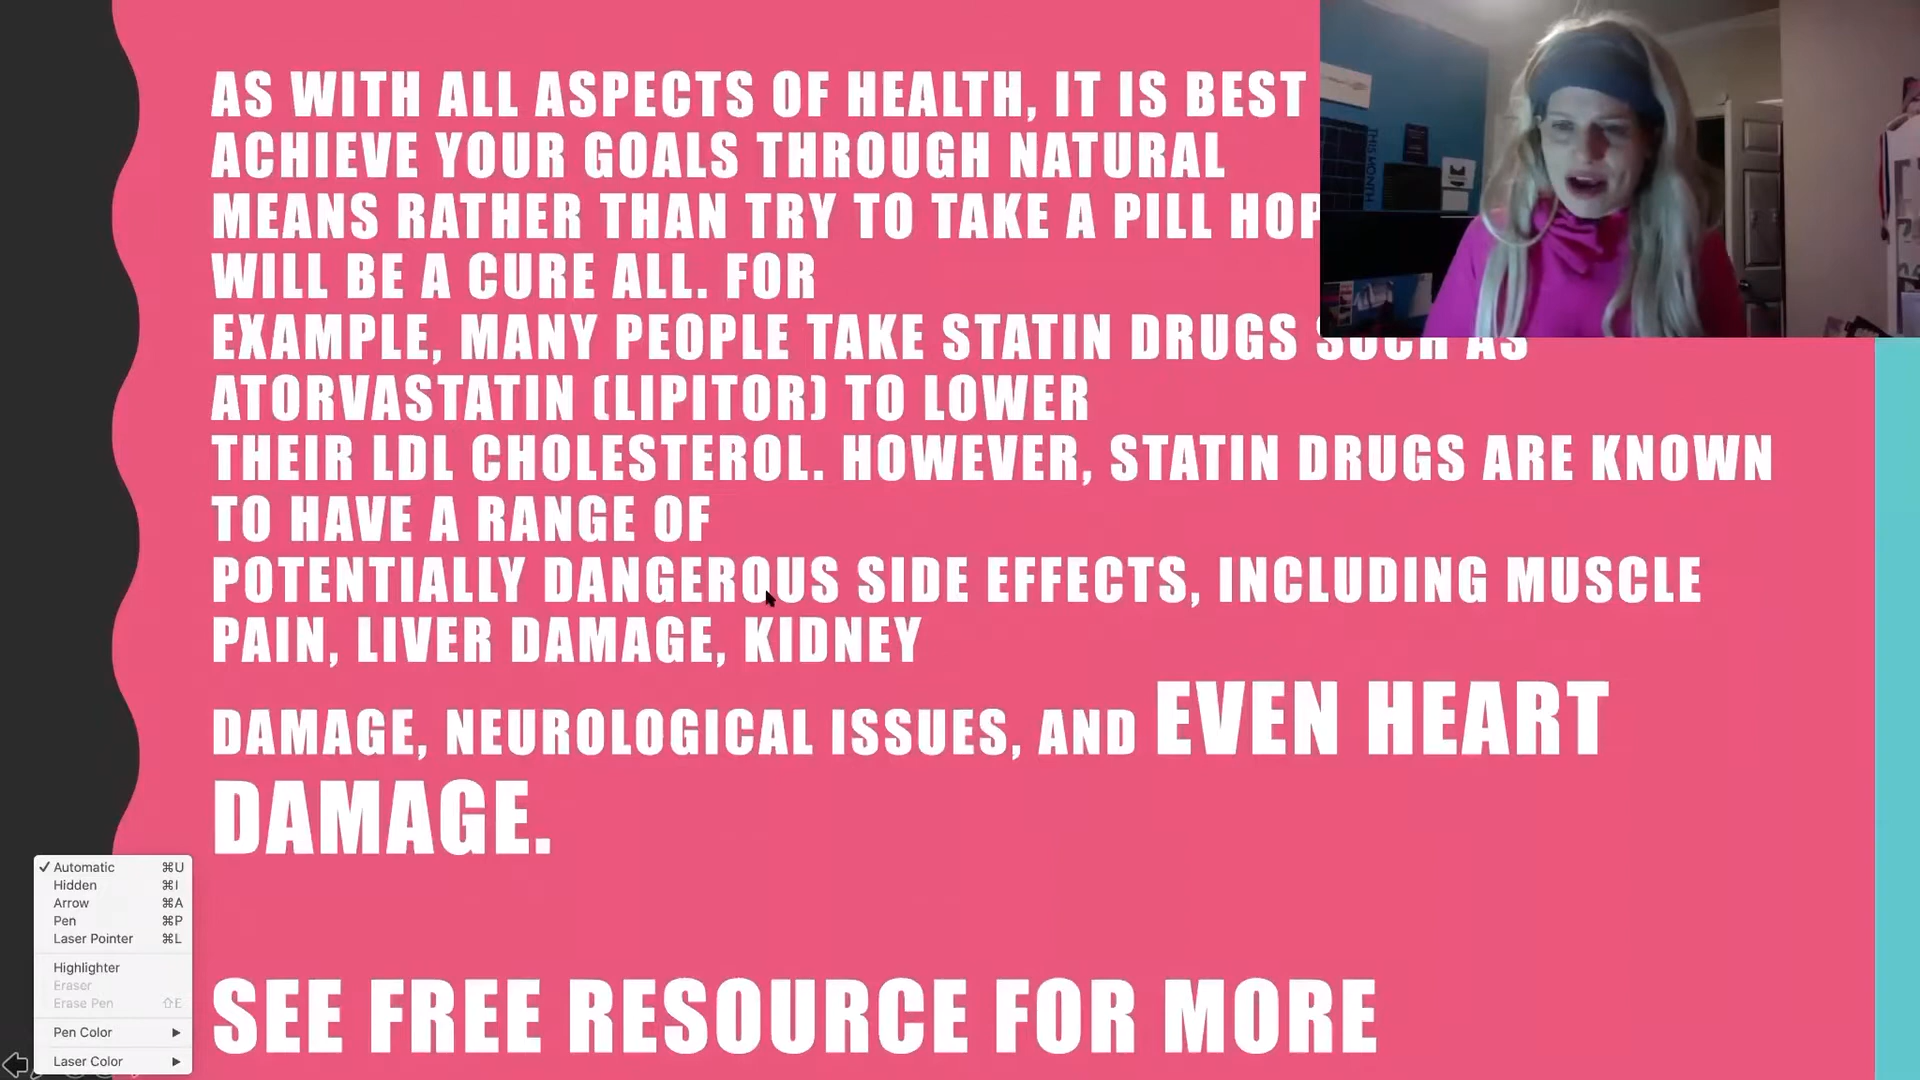 AS WITH ALL ASPECTS OF HEALTH, IT IS BEST
ACHIEVE YOUR GOALS THROUGH NATURAL
MEANS RATHER THAN TRY TO TAKE A PILL
WILL BE A CURE ALL. FOR
EXAMPLE, MANY PEOPLE TAKE STATIN DRUGS SUCH AS
ATORVASTATIN (LIPITOR) TO LOWER
THEIR LDL CHOLESTEROL. HOWEVER, STATIN DRUGS ARE KNOWN
TO HAVE A RANGE OF
POTENTIALLY DANGEROUS SIDE EFFECTS, INCLUDING MUSCLE
PAIN, LIVER DAMAGE, KIDNEY
DAMAGE, NEUROLOGICAL ISSUES, AND EVEN HEART
DAMAGE.
SEE FREE RESOURCE FOR MORE
THIS MONTH
✓ Automatic ⌘U
Hidden ⌘I
Arrow ⌘A
Pen ⌘P
Laser Pointer ⌘L
Highlighter
Eraser
Erase Pen ⇧E
Pen Color ▶
Laser Color ▶